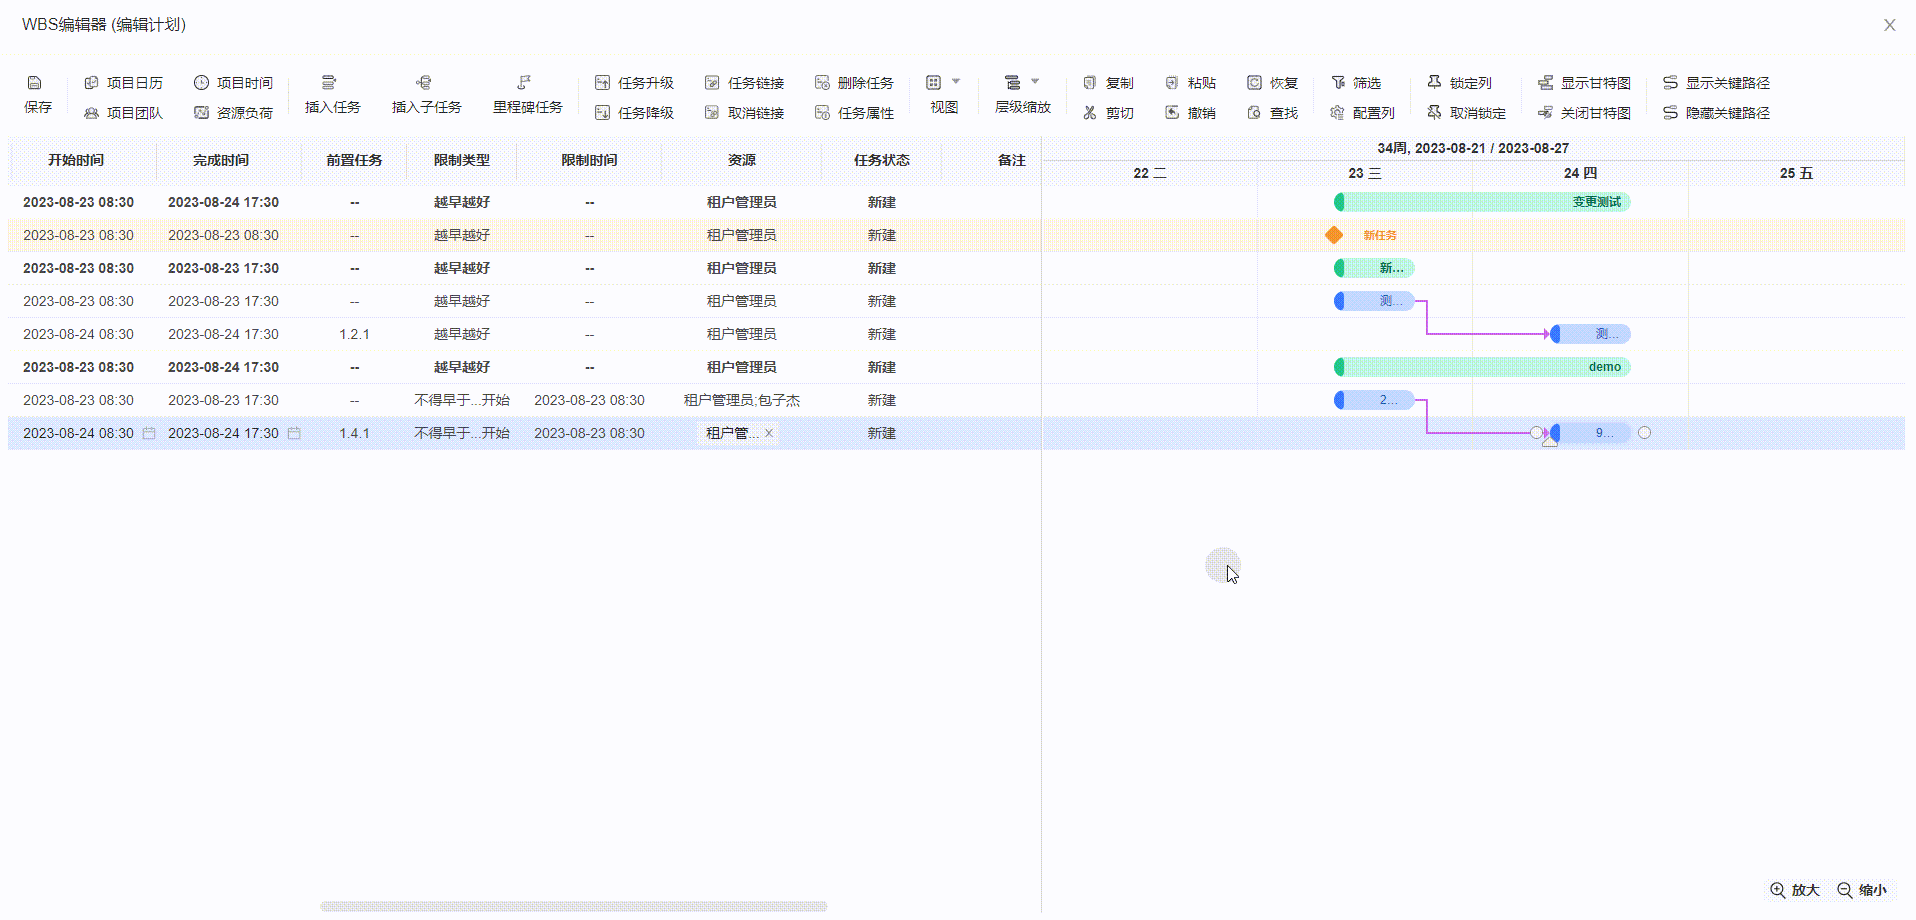 WBS编辑器 (编辑计划)
保存 项目日历 项目时间 插入任务 插入子任务 里程碑任务 任务升级 任务链接 删除任务 视图 层级缩放 复制 粘贴 恢复 筛选 锁定列 显示甘特图 显示关键路径
项目团队 资源负荷 任务降级 取消链接 任务属性 剪切 撤销 查找 配置列 取消锁定 关闭甘特图 隐藏关键路径
34周, 2023-08-21 / 2023-08-27
开始时间 完成时间 前置任务 限制类型 限制时间 资源 任务状态 备注
22 二 23 三 24 四 25 五
2023-08-23 08:30 2023-08-24 17:30 -- 越早越好 -- 租户管理员 新建 变更测试
2023-08-23 08:30 2023-08-23 08:30 -- 越早越好 -- 租户管理员 新建 新任务
2023-08-23 08:30 2023-08-23 17:30 -- 越早越好 -- 租户管理员 新建 新...
2023-08-23 08:30 2023-08-23 17:30 -- 越早越好 -- 租户管理员 新建 测...
2023-08-24 08:30 2023-08-24 17:30 1.2.1 越早越好 -- 租户管理员 新建 测...
2023-08-23 08:30 2023-08-24 17:30 -- 越早越好 -- 租户管理员 新建 demo
2023-08-23 08:30 2023-08-23 17:30 -- 不得早于...开始 2023-08-23 08:30 租户管理员;包子杰 新建 2...
2023-08-24 08:30 2023-08-24 17:30 1.4.1 不得早于...开始 2023-08-23 08:30 租户管... x 新建 9...
放大 缩小